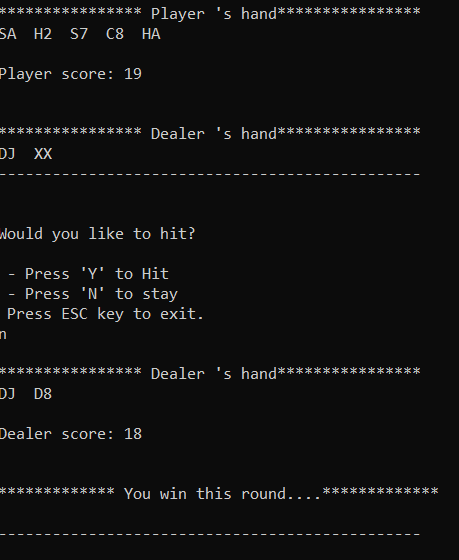 **************** Player 's hand****************
SA  H2  S7  C8  HA
Player score: 19
**************** Dealer 's hand****************
DJ  XX
-----------------------------------------------
Would you like to hit?
- Press 'Y' to Hit
- Press 'N' to stay
Press ESC key to exit.
n
**************** Dealer 's hand****************
DJ  D8
Dealer score: 18
************* You win this round....*************
-----------------------------------------------